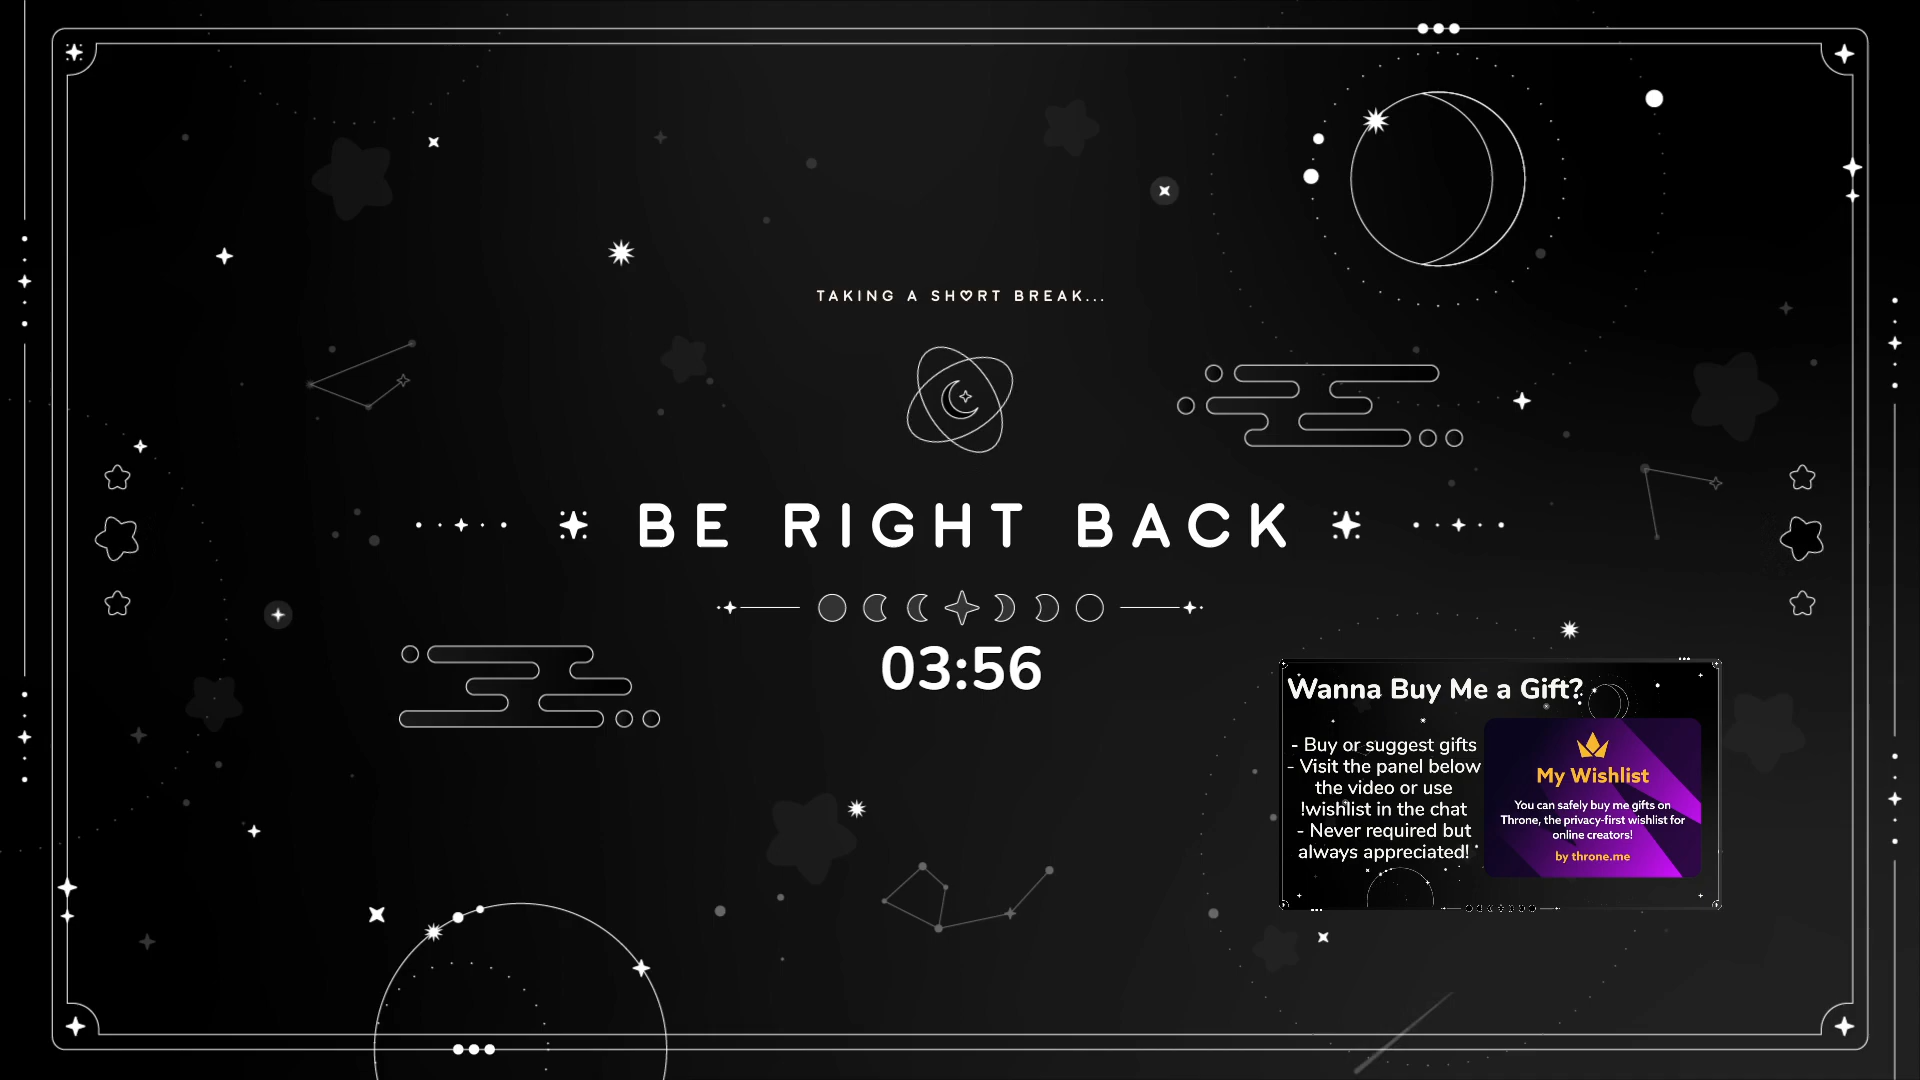 TAKING A SHORT BREAK...
BE RIGHT BACK
03:56
Wanna Buy Me a Gift?
- Buy or suggest gifts
- Visit the panel below
the video or use
!wishlist in the chat
- Never required but
always appreciated!
My Wishlist
You can safely buy me gifts on
Throne, the privacy-first wishlist for
online creators!
by throne.me